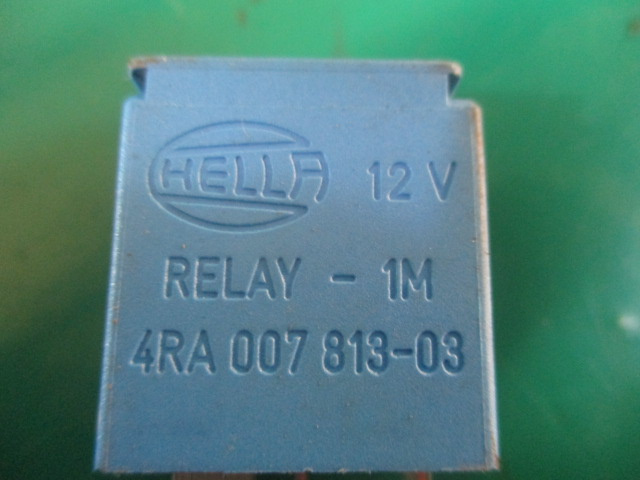 HELLA 12 V
RELAY - 1M
4RA 007 813-03